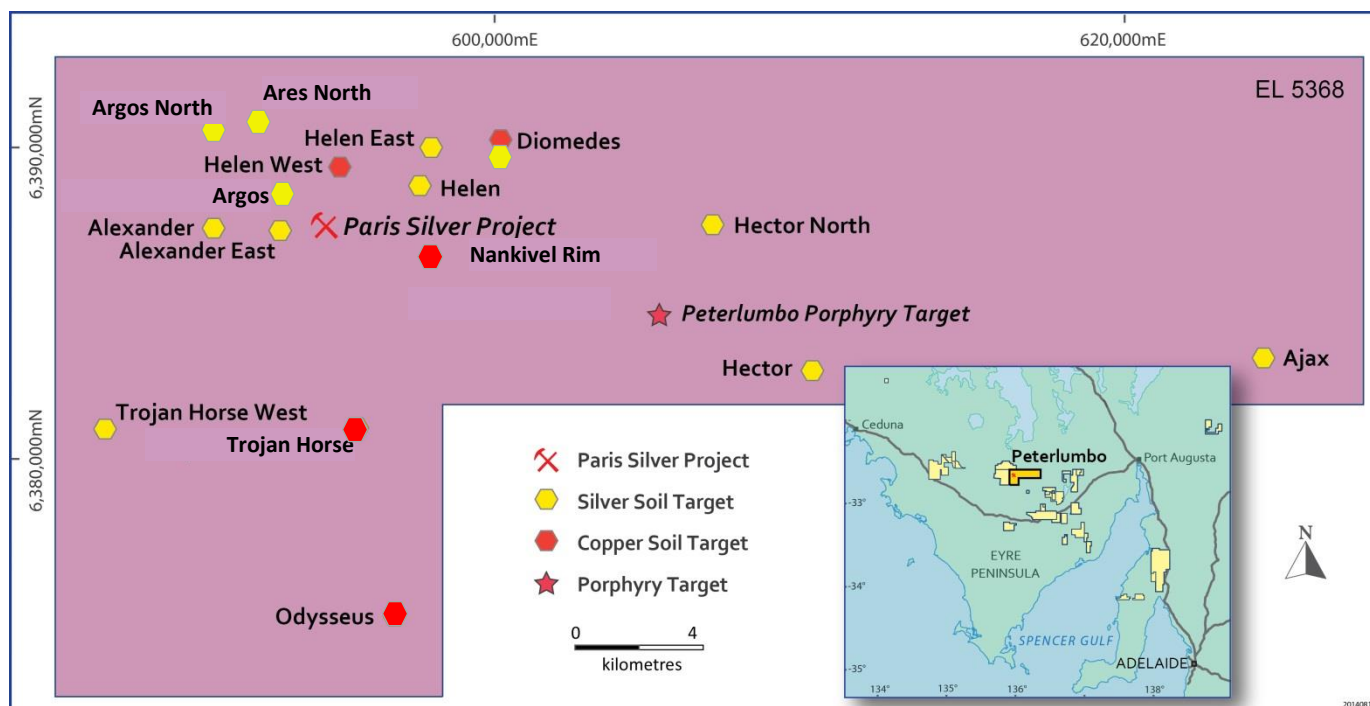 600,000mE
620,000mE
EL 5368
6,390,000mN
6,380,000mN
Argos North
Ares North
Helen East
Diomedes
Helen West
Helen
Argos
Alexander
Paris Silver Project
Hector North
Alexander East
Nankivel Rim
Peterlumbo Porphyry Target
Hector
Ajax
Trojan Horse West
Trojan Horse
Odysseus
Paris Silver Project
Silver Soil Target
Copper Soil Target
Porphyry Target
0 4
kilometres
Ceduna
Peterlumbo
Port Augusta
-33°
EYRE
PENINSULA
-34°
SPENCER GULF
ADELAIDE
-35°
134° 135° 136° 138°
N